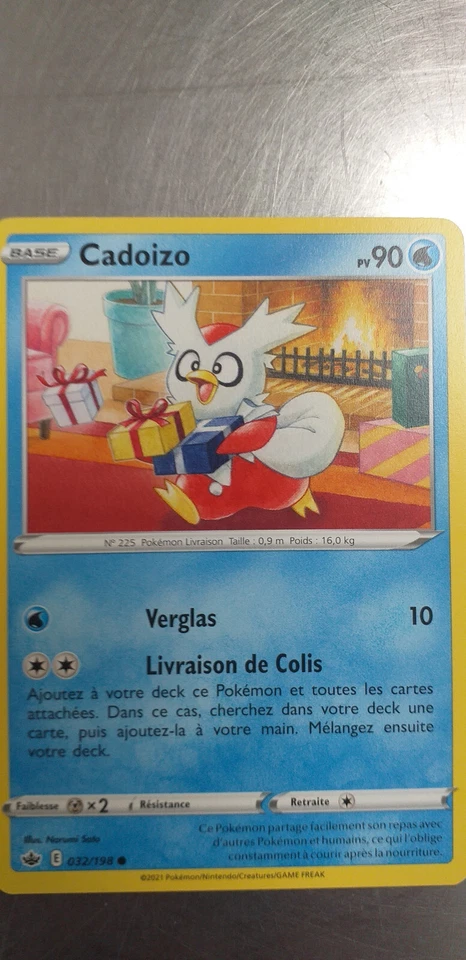 BASE Cadoizo PV 90
N° 225 Pokémon Livraison Taille : 0,9 m Poids : 16,0 kg
Verglas 10
Livraison de Colis
Ajoutez à votre deck ce Pokémon et toutes les cartes
attachées. Dans ce cas, cherchez dans votre deck une
carte, puis ajoutez-la à votre main. Mélangez ensuite
votre deck.
Faiblesse ×2 Résistance Retraite
Illus. Narumi Sato
Ce Pokémon partage facilement son repas avec
d'autres Pokémon et humains, ce qui l'oblige
constamment à courir après la nourriture.
E 032/198
©2021 Pokémon/Nintendo/Creatures/GAME FREAK